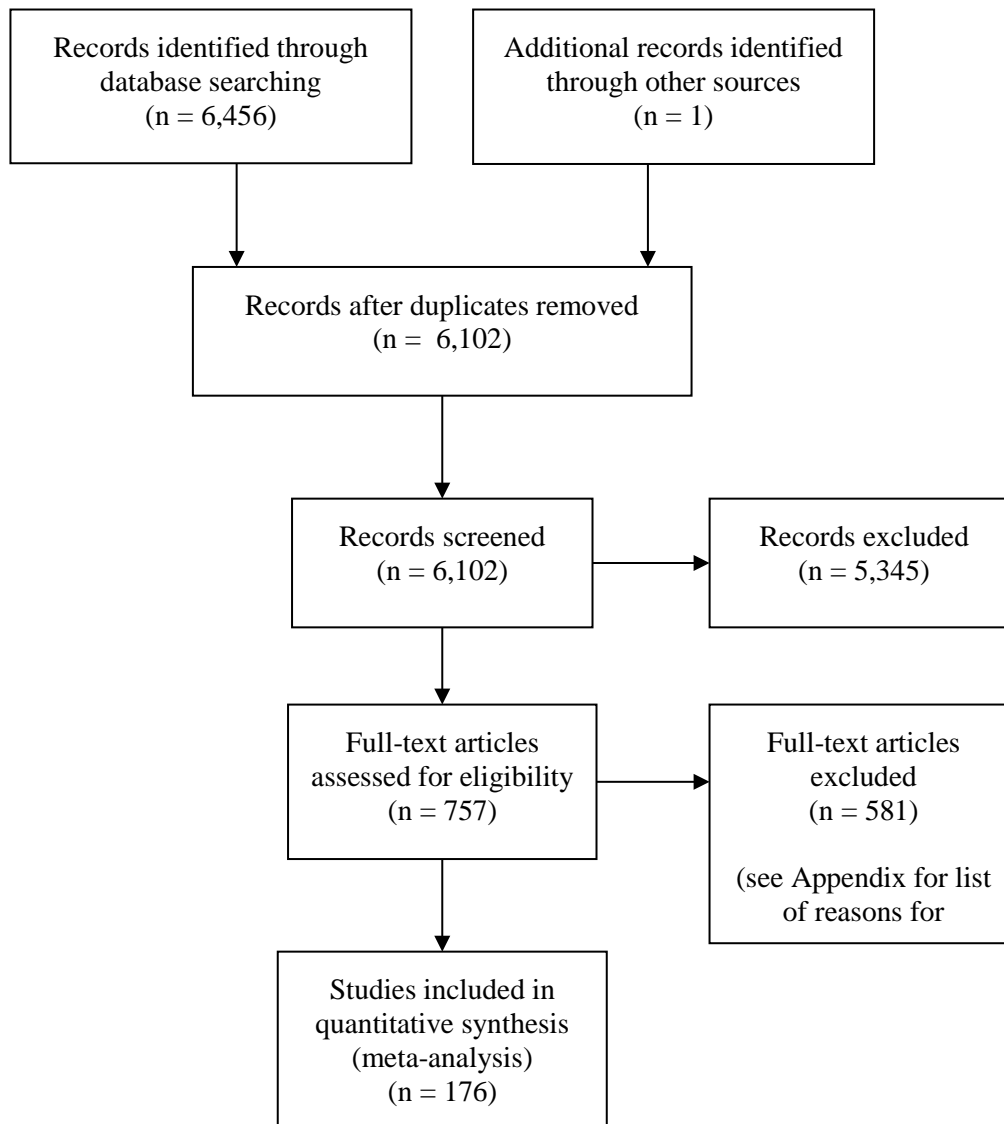 Records identified through
database searching
(n = 6,456)
Additional records identified
through other sources
(n = 1)
Records after duplicates removed
(n =  6,102)
Records screened
(n = 6,102)
Records excluded
(n = 5,345)
Full-text articles
assessed for eligibility
(n = 757)
Full-text articles
excluded
(n = 581)
(see Appendix for list
of reasons for
Studies included in
quantitative synthesis
(meta-analysis)
(n = 176)